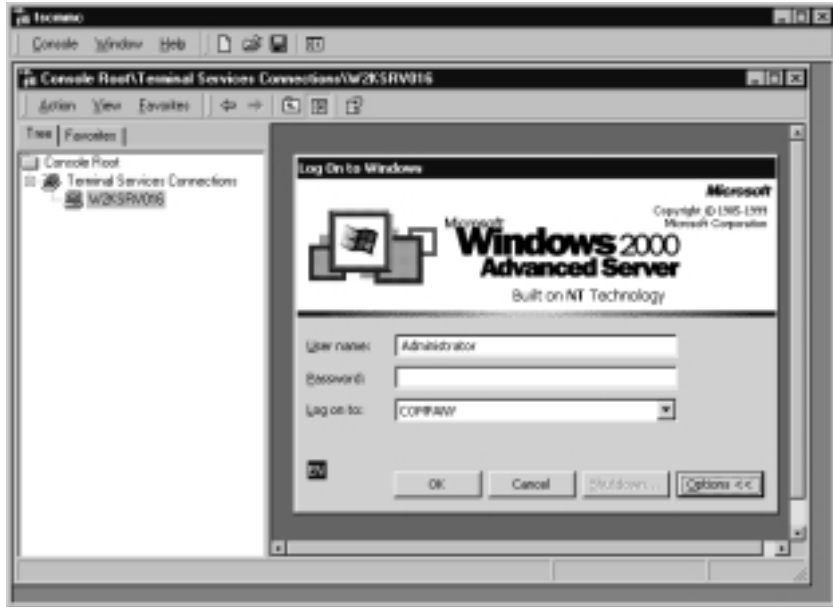 tsmmc
Console Window Help
Console Root\Terminal Services Connections\W2KSRV016
Action View Favorites
Tree Favorites
Console Root
Terminal Services Connections
W2KSRV016
Log On to Windows
Microsoft
Copyright © 1985-1999
Microsoft Corporation
Microsoft
Windows 2000
Advanced Server
Built on NT Technology
User name: Administrator
Password:
Log on to: COMPANY
EN
OK Cancel Shutdown... Options <<